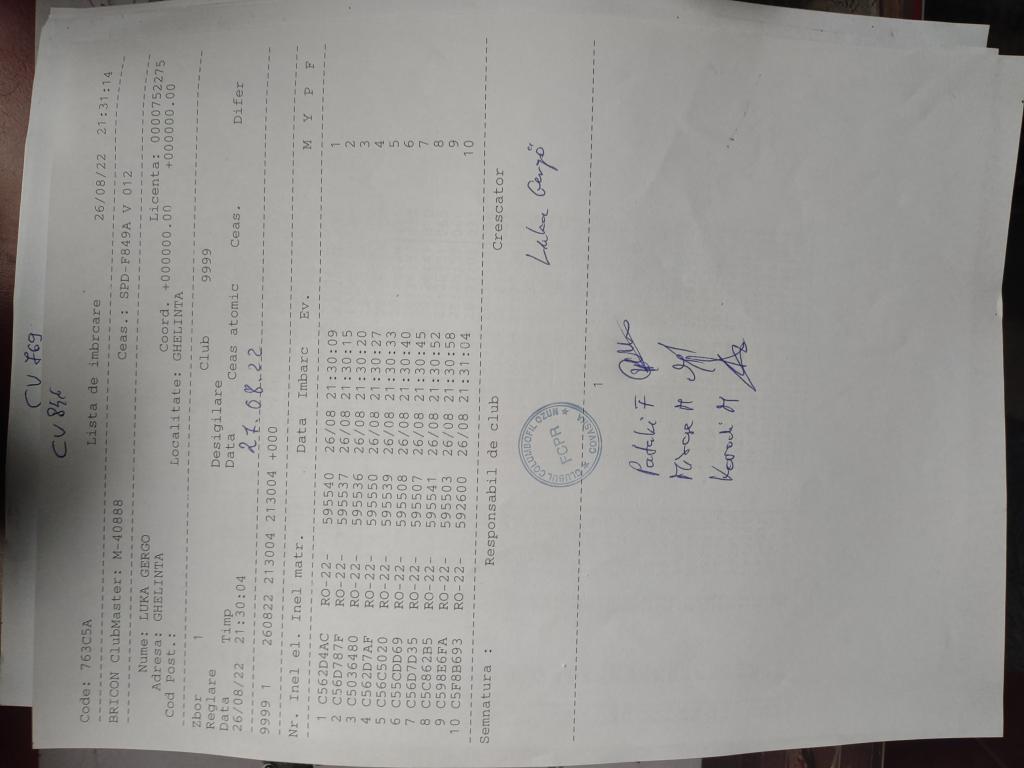 CV 846 CV 769
Code: 763C5A Lista de imbrcare 26/08/22 21:31:14
BRICON ClubMaster: M-40888 Ceas.: SPD-F849A V 012
Nume: LUKA GERGO Licenta: 0000752275
Adresa: GHELINTA Coord. +000000.00 +0000000.00
Cod Post.: Localitate: GHELINTA
Zbor 1 Club 9999
Reglare Desigilare
Data Timp Data Ceas atomic Ceas. Difer
26/08/22 21:30:04 27.08.22
9999 1 260822 213004 213004 +000
Nr. Inel el. Inel matr. Data Imbarc Ev. M Y P F
1 C562D4AC RO-22- 595540 26/08 21:30:09 1
2 C56D787F RO-22- 595537 26/08 21:30:15 2
3 C5036480 RO-22- 595536 26/08 21:30:20 3
4 C562D7AF RO-22- 595550 26/08 21:30:27 4
5 C56C5020 RO-22- 595539 26/08 21:30:33 5
6 C55CDD69 RO-22- 595508 26/08 21:30:40 6
7 C56D7D35 RO-22- 595507 26/08 21:30:45 7
8 C5C862B5 RO-22- 595541 26/08 21:30:52 8
9 C598E6FA RO-22- 595503 26/08 21:30:58 9
10 C5F8B693 RO-22- 592600 26/08 21:31:04 10
Semnatura : Responsabil de club Crescator
CLUBUL COLUMBOFIL OZUN
COVASNA
FCPR
Luka Gergő
1
Pataki F
M
Karadi M